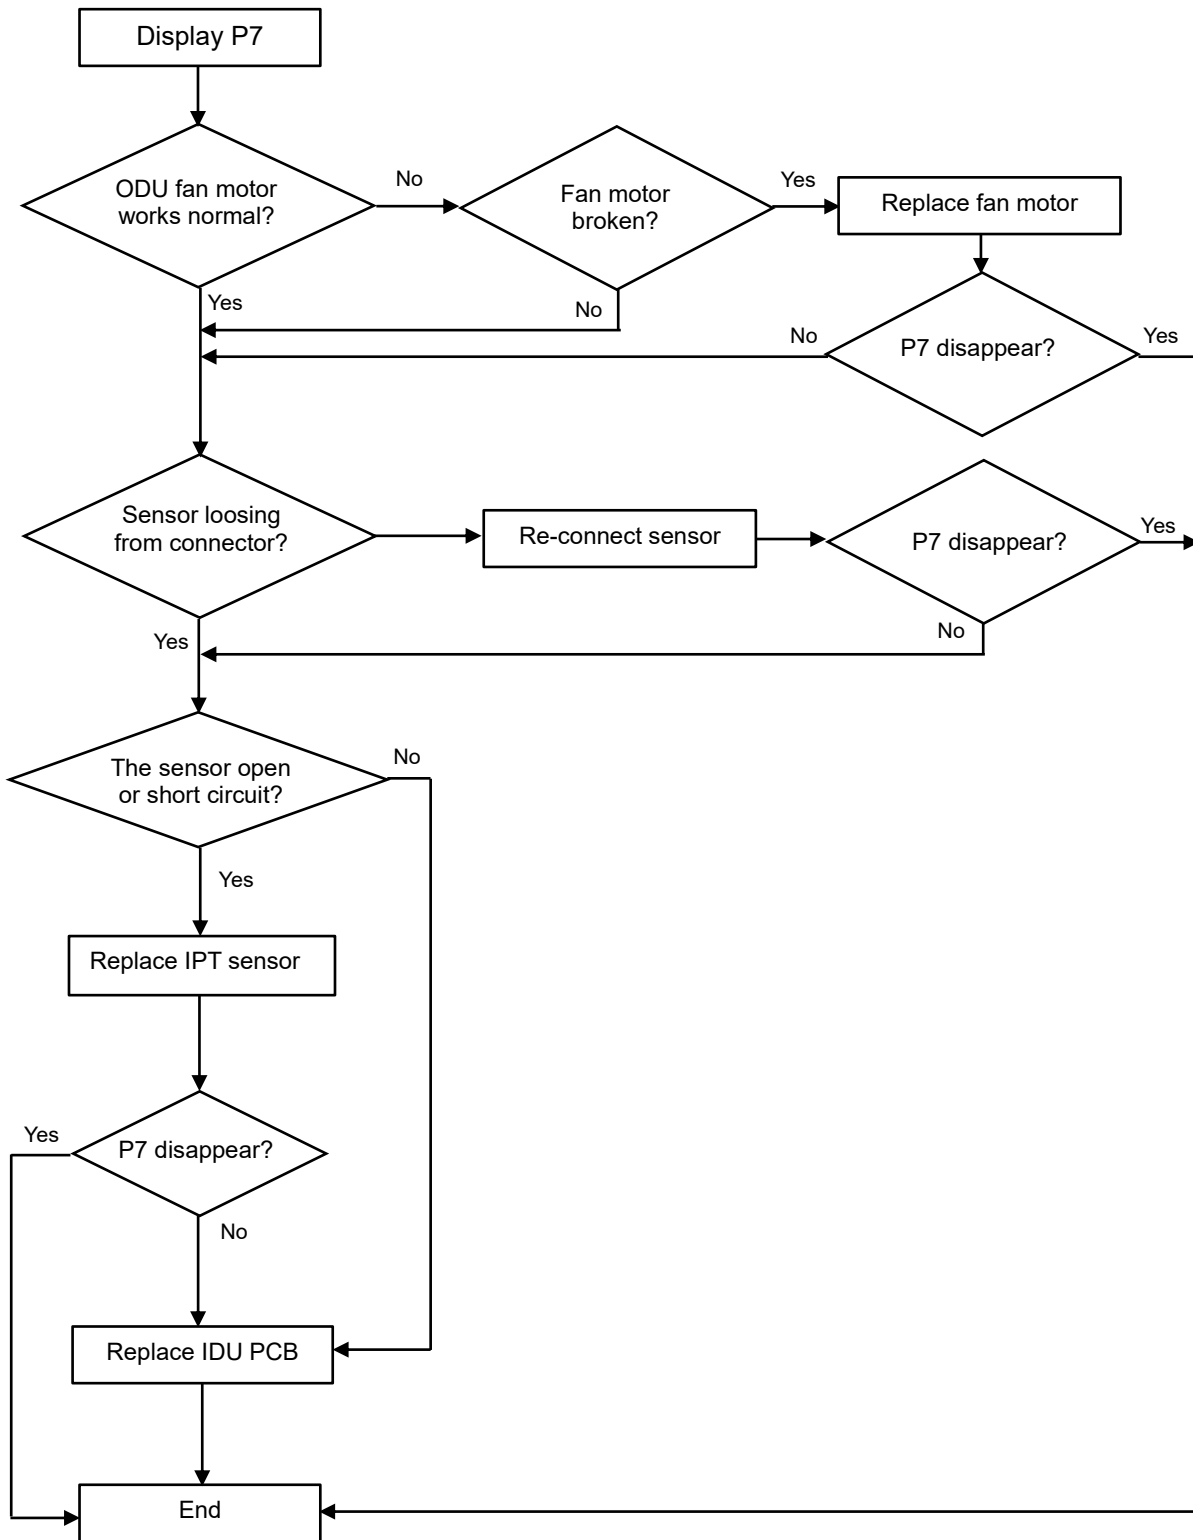 Display P7
ODU fan motor
works normal?
No
Fan motor
broken?
Yes
Replace fan motor
Yes
No
No
P7 disappear?
Yes
Sensor loosing
from connector?
Re-connect sensor
P7 disappear?
Yes
Yes
No
The sensor open
or short circuit?
No
Yes
Replace IPT sensor
Yes
P7 disappear?
No
Replace IDU PCB
End